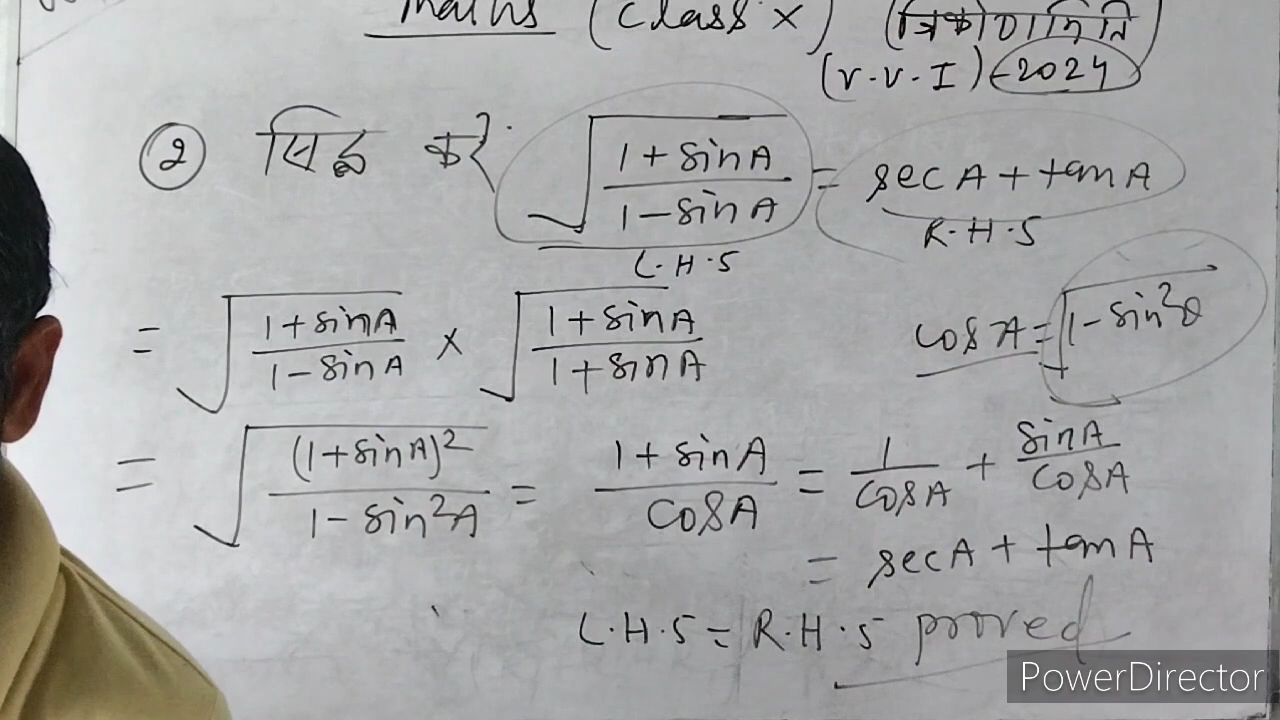 Maths (Class X) (त्रिकोणमिति)
(V.V.I) (-2024
(2) सिद्ध करें √((1+sinA)/(1-sinA)) = secA + tanA
L.H.S R.H.S
= √((1+sinA)/(1-sinA)) × √((1+sinA)/(1+sinA)) cosA = √(1-sin²θ)
= √((1+sinA)²/(1-sin²A)) = (1+sinA)/cosA = 1/cosA + sinA/cosA
= secA + tanA
L.H.S = R.H.S proved
PowerDirector